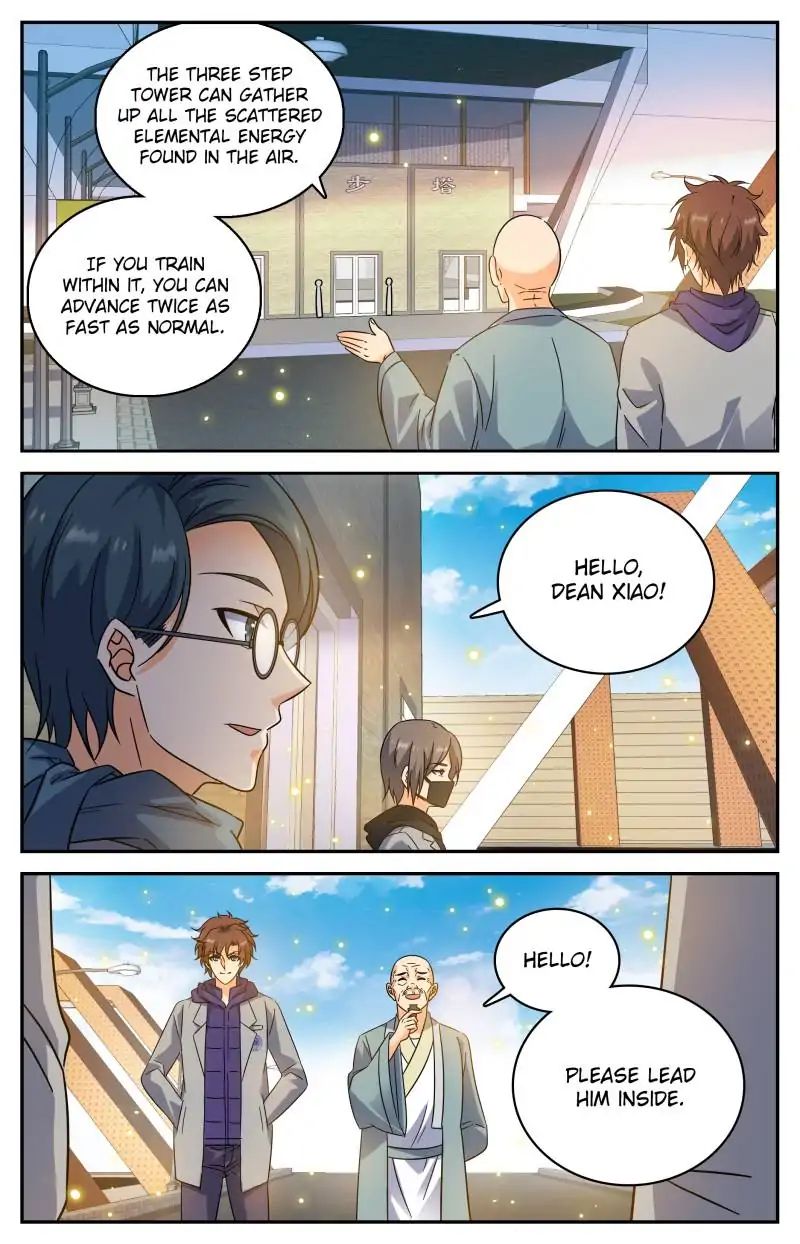 THE THREE STEP
TOWER CAN GATHER
UP ALL THE SCATTERED
ELEMENTAL ENERGY
FOUND IN THE AIR.
步 塔
IF YOU TRAIN
WITHIN IT, YOU CAN
ADVANCE TWICE AS
FAST AS NORMAL.
HELLO,
DEAN XIAO!
HELLO!
PLEASE LEAD
HIM INSIDE.